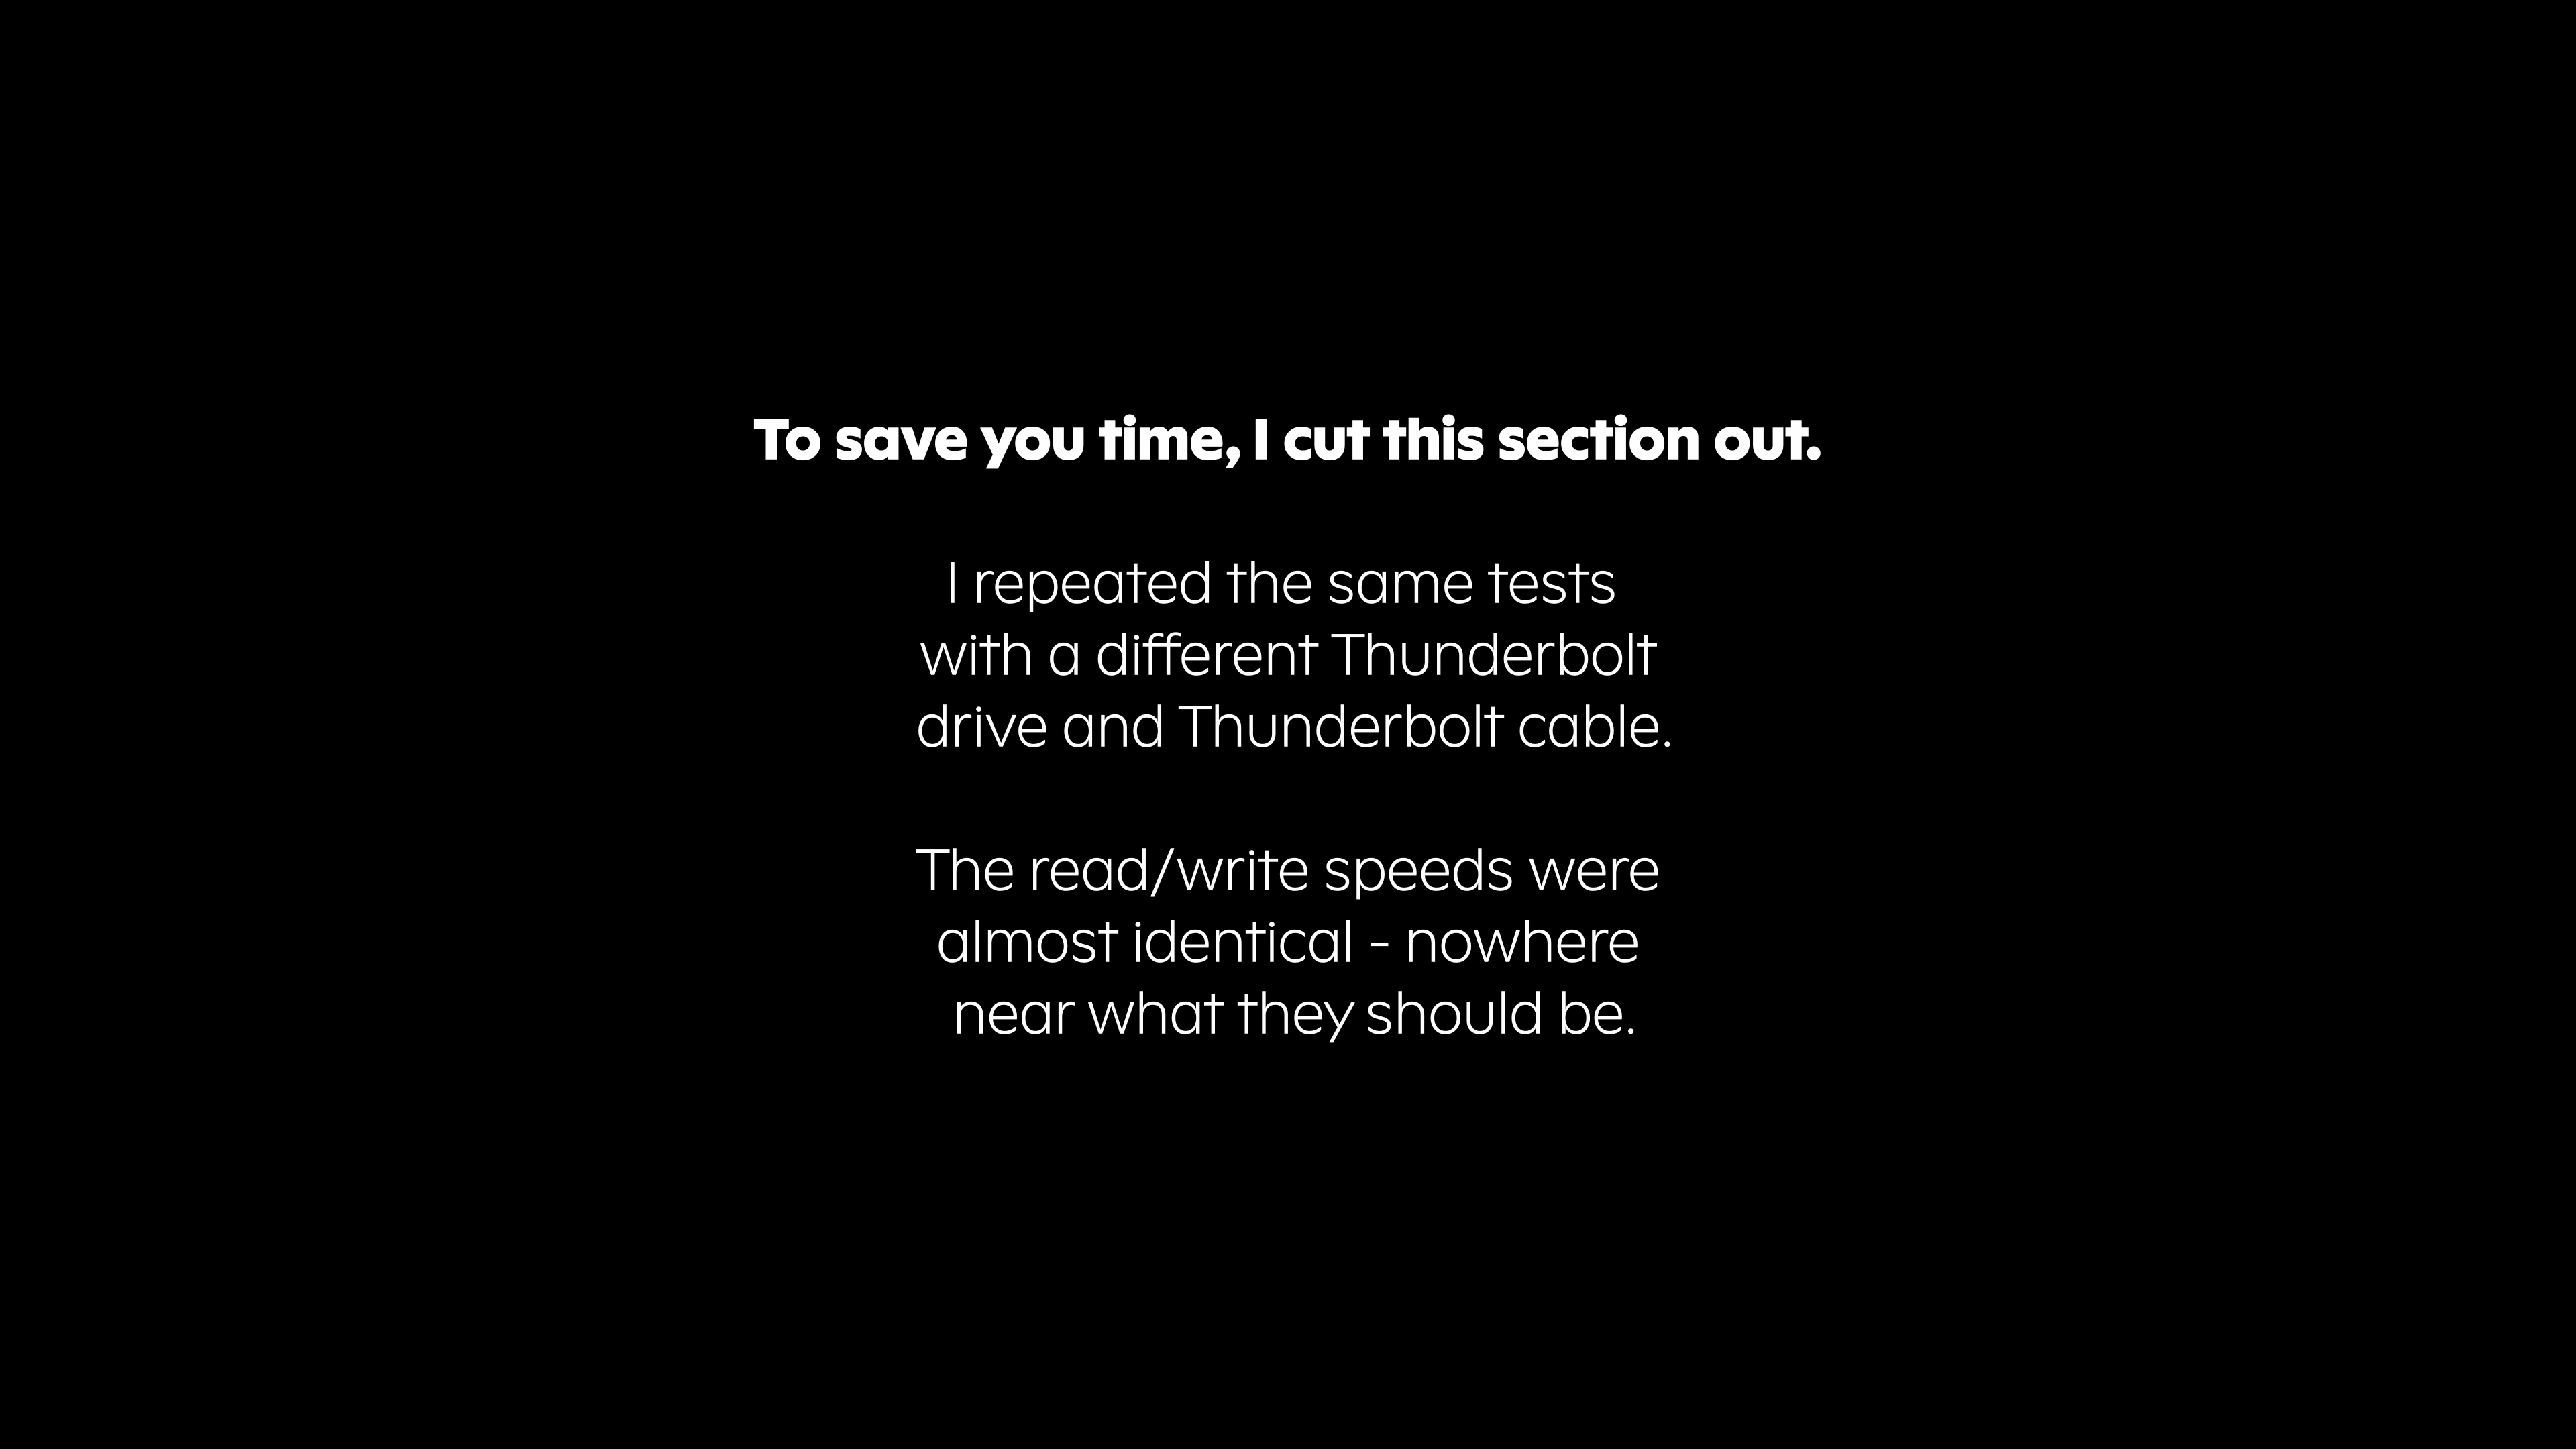 To save you time, I cut this section out.
I repeated the same tests
with a different Thunderbolt
drive and Thunderbolt cable.
The read/write speeds were
almost identical - nowhere
near what they should be.